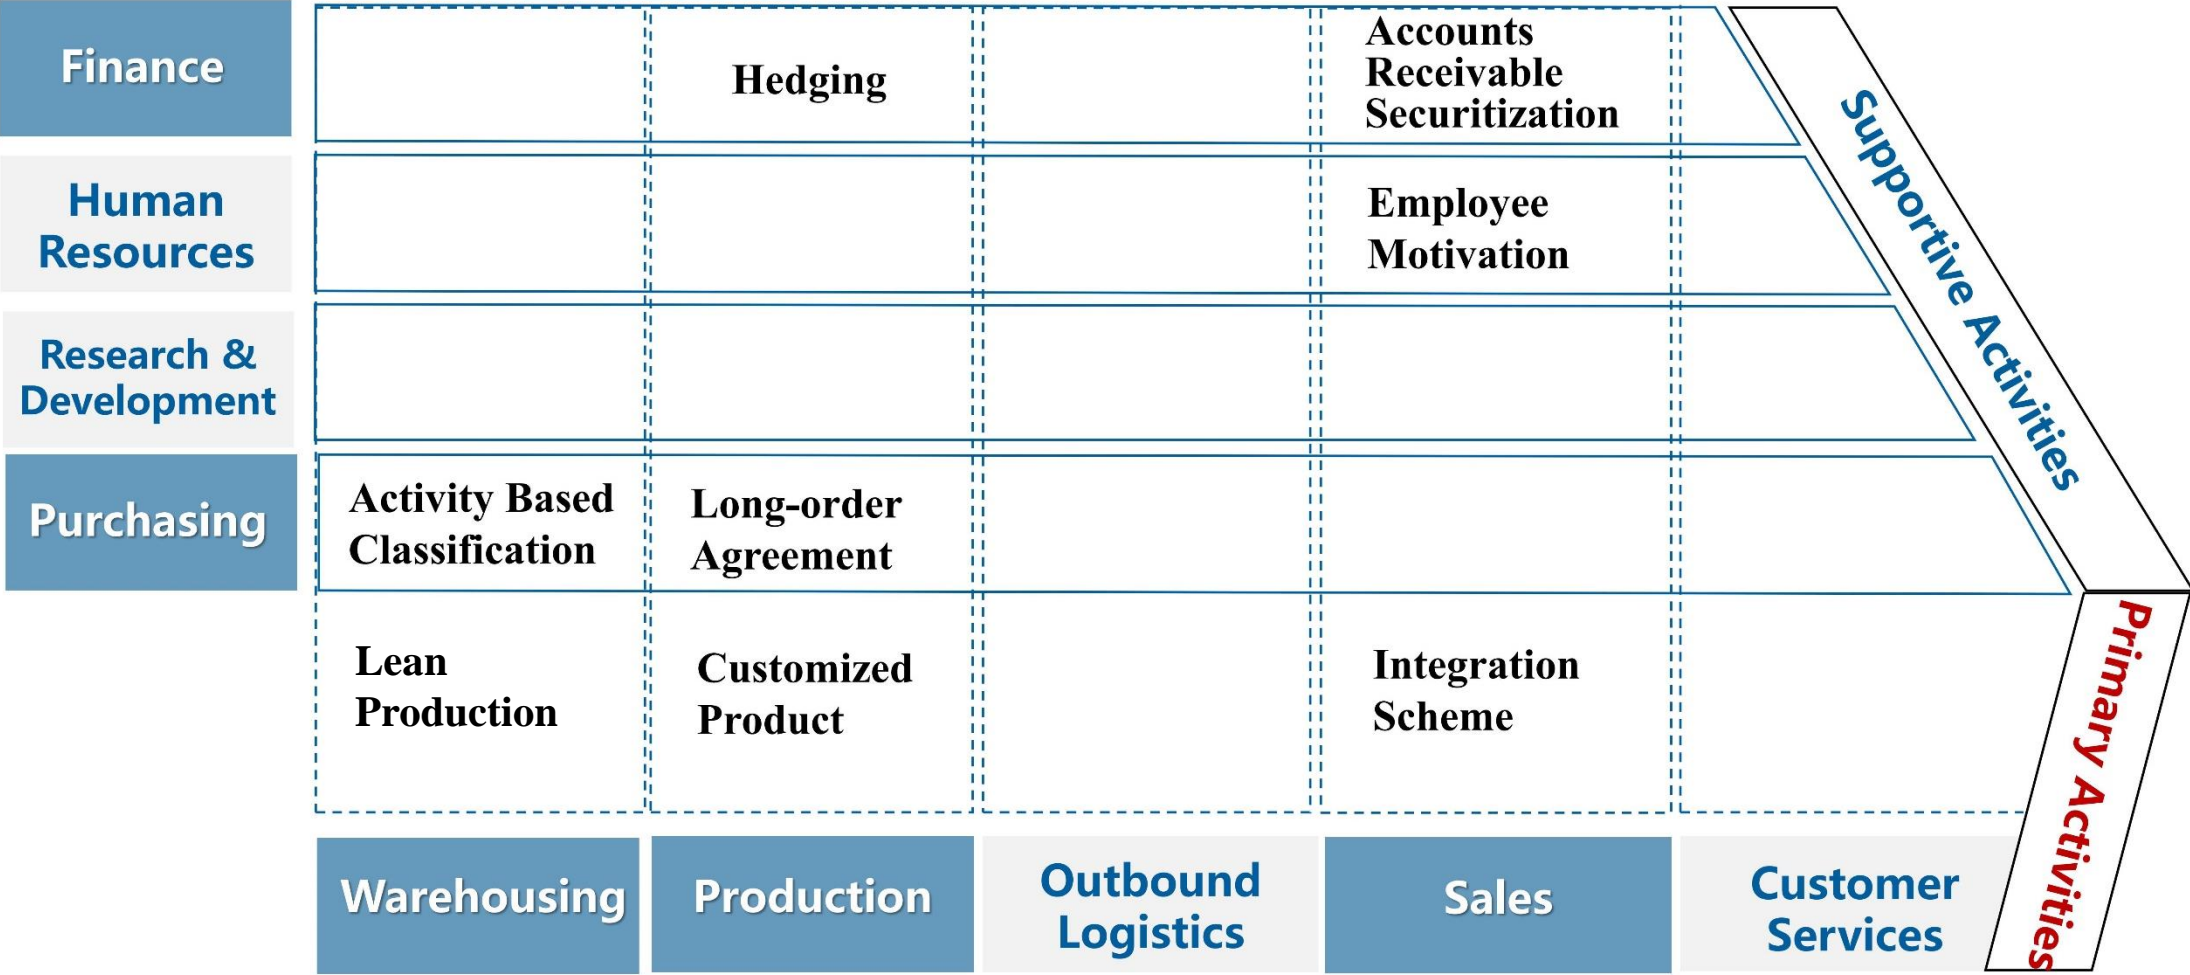 Finance
Hedging
Accounts
Receivable
Securitization
Human
Resources
Employee
Motivation
Research &
Development
Purchasing
Activity Based
Classification
Long-order
Agreement
Lean
Production
Customized
Product
Integration
Scheme
Warehousing
Production
Outbound
Logistics
Sales
Customer
Services
Supportive Activities
Primary Activities